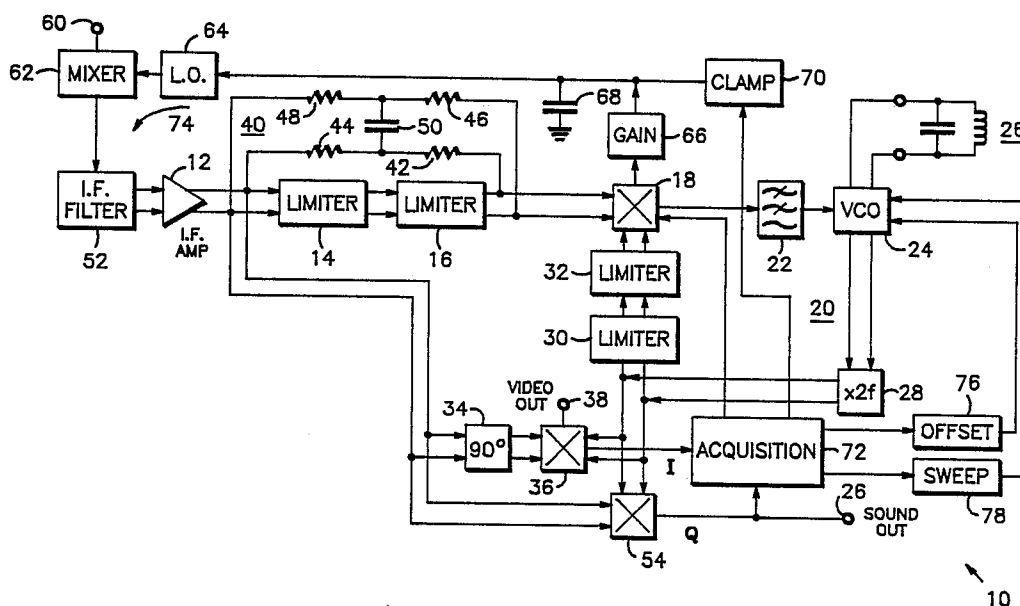 60
64
62
MIXER
L.O.
CLAMP
70
68
74
40
48
46
50
44
42
GAIN
66
26
12
I.F.
FILTER
52
I.F.
AMP
LIMITER
14
LIMITER
16
18
22
VCO
24
32
LIMITER
30
LIMITER
20
x2f
28
VIDEO
OUT
38
34
90°
36
I
ACQUISITION
72
76
OFFSET
SWEEP
78
26
SOUND
OUT
Q
54
10